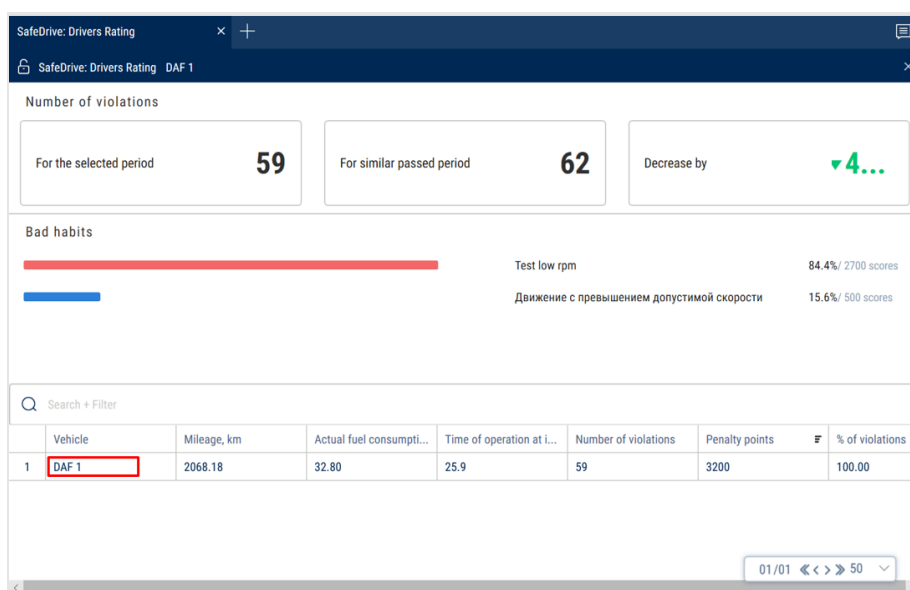 SafeDrive: Drivers Rating
SafeDrive: Drivers Rating DAF 1
Number of violations
For the selected period 59
For similar passed period 62
Decrease by ▼4...
Bad habits
Test low rpm 84.4%/ 2700 scores
Движение с превышением допустимой скорости 15.6%/ 500 scores
Search + Filter
Vehicle Mileage, km Actual fuel consumpti... Time of operation at i... Number of violations Penalty points % of violations
1 DAF 1 2068.18 32.80 25.9 59 3200 100.00
01/01 50